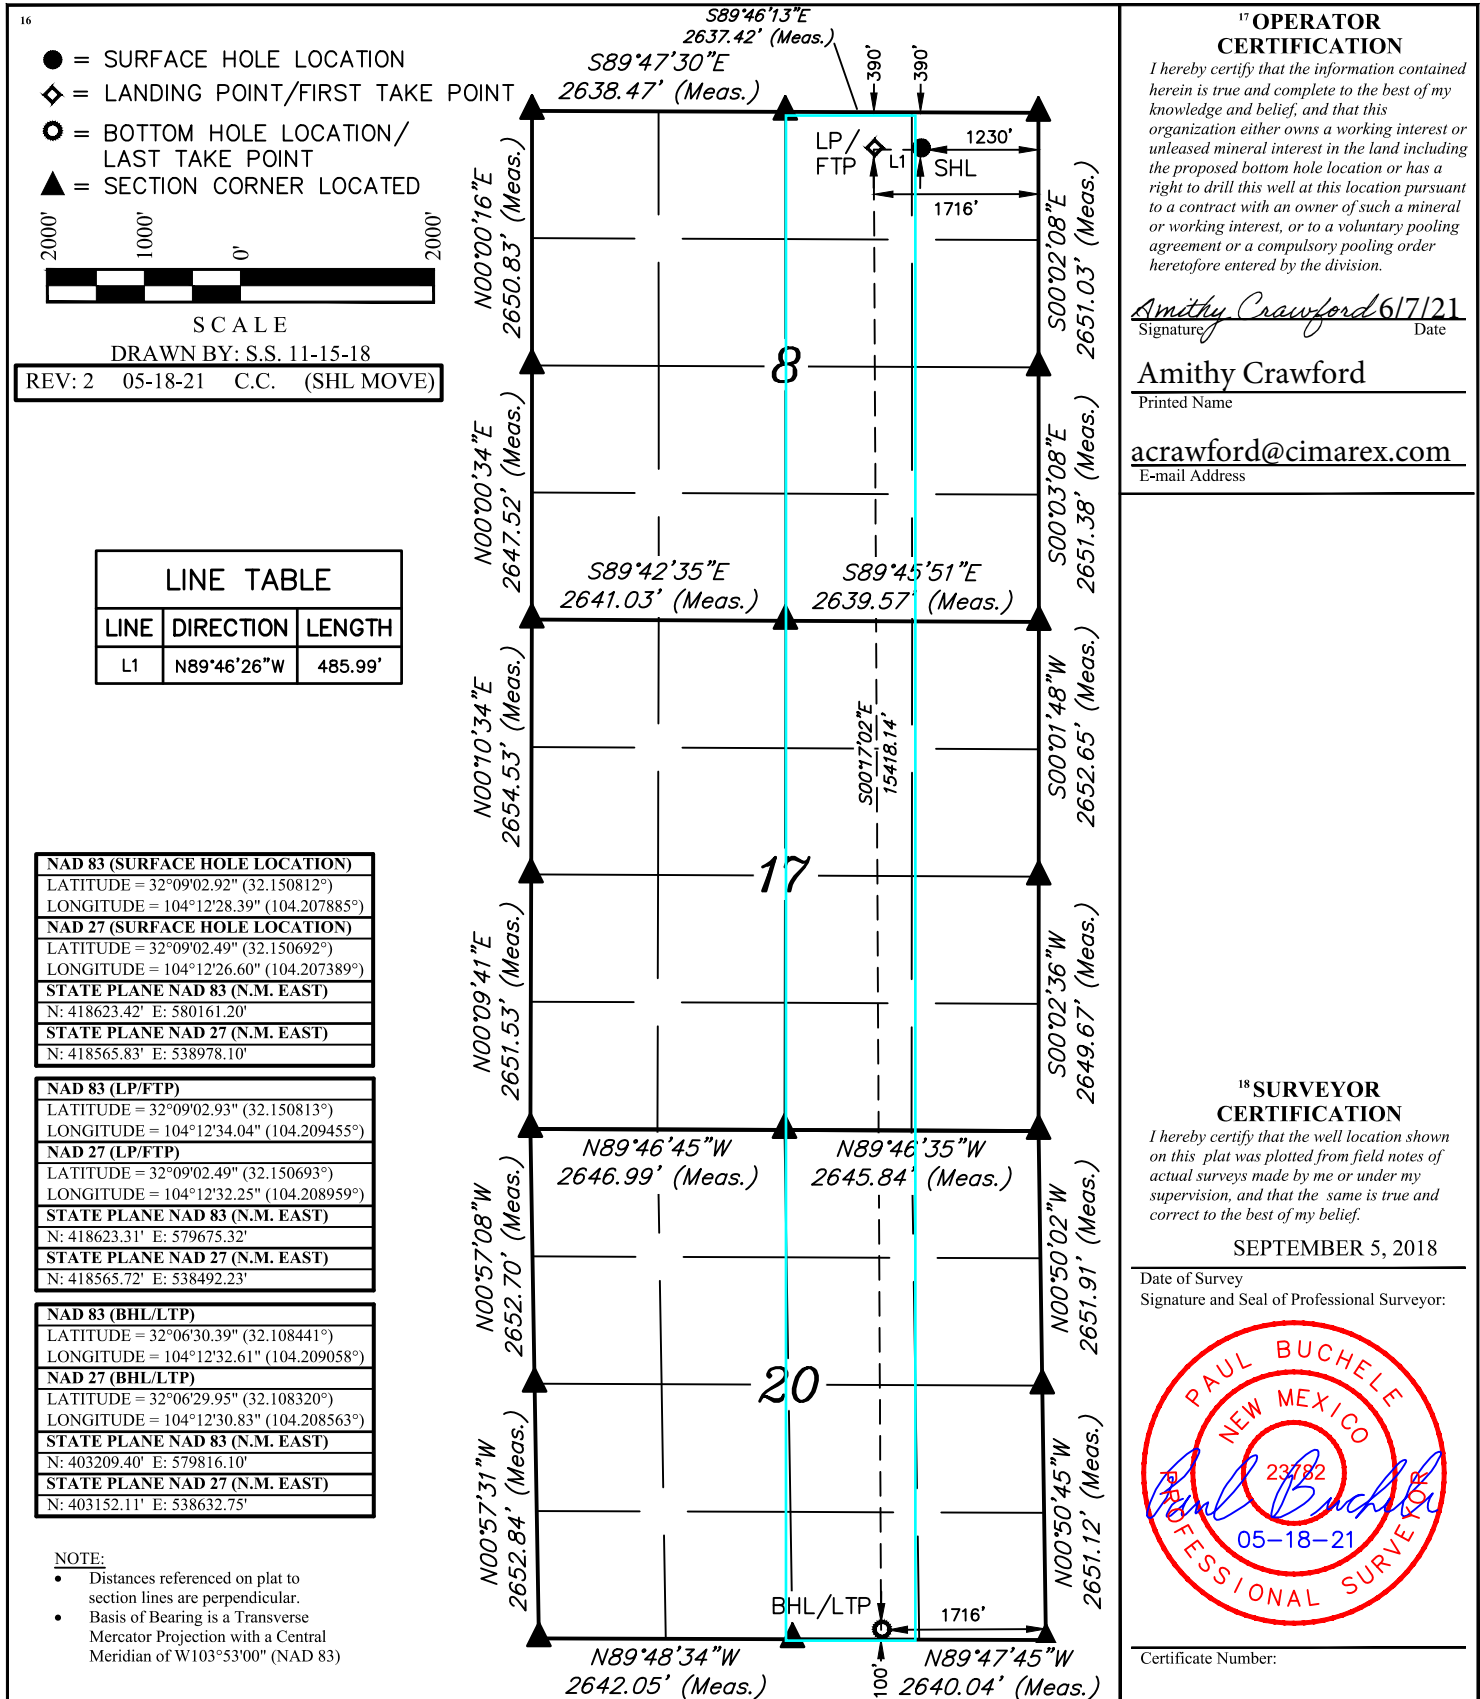 16
● = SURFACE HOLE LOCATION
= LANDING POINT/FIRST TAKE POINT
= BOTTOM HOLE LOCATION/
LAST TAKE POINT
▲ = SECTION CORNER LOCATED
2000'
1000'
0'
2000'
SCALE
DRAWN BY: S.S. 11-15-18
REV: 2 05-18-21 C.C. (SHL MOVE)
LINE TABLE
LINE DIRECTION LENGTH
L1 N89°46'26"W 485.99'
NAD 83 (SURFACE HOLE LOCATION)
LATITUDE = 32°09'02.92" (32.150812°)
LONGITUDE = 104°12'28.39" (104.207885°)
NAD 27 (SURFACE HOLE LOCATION)
LATITUDE = 32°09'02.49" (32.150692°)
LONGITUDE = 104°12'26.60" (104.207389°)
STATE PLANE NAD 83 (N.M. EAST)
N: 418623.42' E: 580161.20'
STATE PLANE NAD 27 (N.M. EAST)
N: 418565.83' E: 538978.10'
NAD 83 (LP/FTP)
LATITUDE = 32°09'02.93" (32.150813°)
LONGITUDE = 104°12'34.04" (104.209455°)
NAD 27 (LP/FTP)
LATITUDE = 32°09'02.49" (32.150693°)
LONGITUDE = 104°12'32.25" (104.208959°)
STATE PLANE NAD 83 (N.M. EAST)
N: 418623.31' E: 579675.32'
STATE PLANE NAD 27 (N.M. EAST)
N: 418565.72' E: 538492.23'
NAD 83 (BHL/LTP)
LATITUDE = 32°06'30.39" (32.108441°)
LONGITUDE = 104°12'32.61" (104.209058°)
NAD 27 (BHL/LTP)
LATITUDE = 32°06'29.95" (32.108320°)
LONGITUDE = 104°12'30.83" (104.208563°)
STATE PLANE NAD 83 (N.M. EAST)
N: 403209.40' E: 579816.10'
STATE PLANE NAD 27 (N.M. EAST)
N: 403152.11' E: 538632.75'
NOTE:
• Distances referenced on plat to
section lines are perpendicular.
• Basis of Bearing is a Transverse
Mercator Projection with a Central
Meridian of W103°53'00" (NAD 83)
S89°46'13"E
2637.42' (Meas.)
S89°47'30"E
2638.47' (Meas.)
390'
390'
LP/
FTP
L1
SHL
1230'
1716'
N00°00'16"E
2650.83' (Meas.)
S00°02'08"E
2651.03' (Meas.)
8
N00°00'34"E
2647.52' (Meas.)
S00°03'08"E
2651.38' (Meas.)
S89°42'35"E
2641.03' (Meas.)
S89°45'51"E
2639.57' (Meas.)
N00°10'34"E
2654.53' (Meas.)
S00°17'02"E
15418.14'
S00°01'48"W
2652.65' (Meas.)
17
N00°09'41"E
2651.53' (Meas.)
S00°02'36"W
2649.67' (Meas.)
N89°46'45"W
2646.99' (Meas.)
N89°46'35"W
2645.84' (Meas.)
N00°57'08"W
2652.70' (Meas.)
N00°50'02"W
2651.91' (Meas.)
20
N00°57'31"W
2652.84' (Meas.)
N00°50'45"W
2651.12' (Meas.)
BHL/LTP
1716'
100'
N89°48'34"W
2642.05' (Meas.)
N89°47'45"W
2640.04' (Meas.)
17 OPERATOR
CERTIFICATION
I hereby certify that the information contained
herein is true and complete to the best of my
knowledge and belief, and that this
organization either owns a working interest or
unleased mineral interest in the land including
the proposed bottom hole location or has a
right to drill this well at this location pursuant
to a contract with an owner of such a mineral
or working interest, or to a voluntary pooling
agreement or a compulsory pooling order
heretofore entered by the division.
Amithy Crawford 6/7/21
Signature Date
Amithy Crawford
Printed Name
acrawford@cimarex.com
E-mail Address
18 SURVEYOR
CERTIFICATION
I hereby certify that the well location shown
on this plat was plotted from field notes of
actual surveys made by me or under my
supervision, and that the same is true and
correct to the best of my belief.
SEPTEMBER 5, 2018
Date of Survey
Signature and Seal of Professional Surveyor:
PAUL BUCHELE
NEW MEXICO
23782
Paul Buchele
05-18-21
PROFESSIONAL SURVEYOR
Certificate Number: